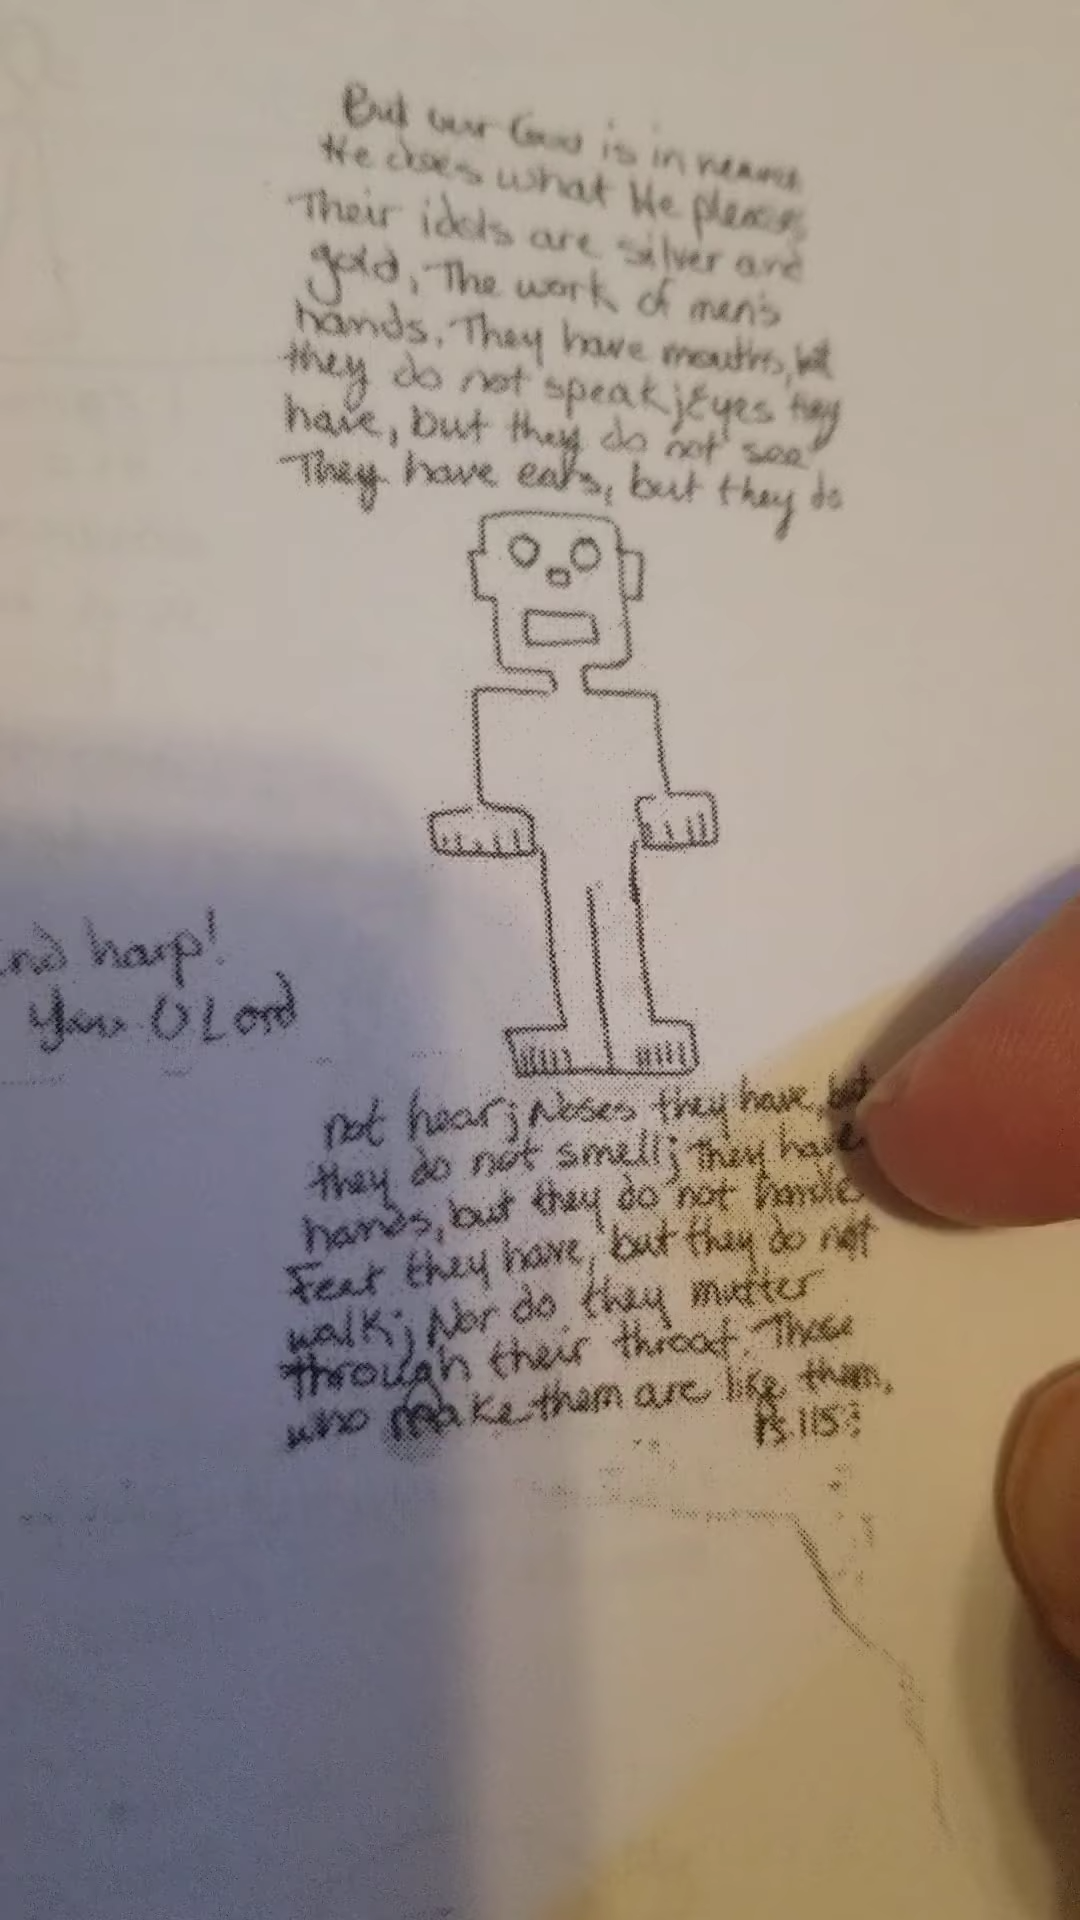 But our God is in heaven
He does what He pleases
Their idols are silver and
gold, The work of men's
hands. They have mouths, but
they do not speak; Eyes they
have, but they do not see
They have ears, but they do
nd harp!
O Lord
not hear; Noses they have, but
they do not smell; They have
hands, but they do not handle
Feet they have, but they do not
walk; Nor do they mutter
through their throat. Those
who make them are like them.
Ps. 115: